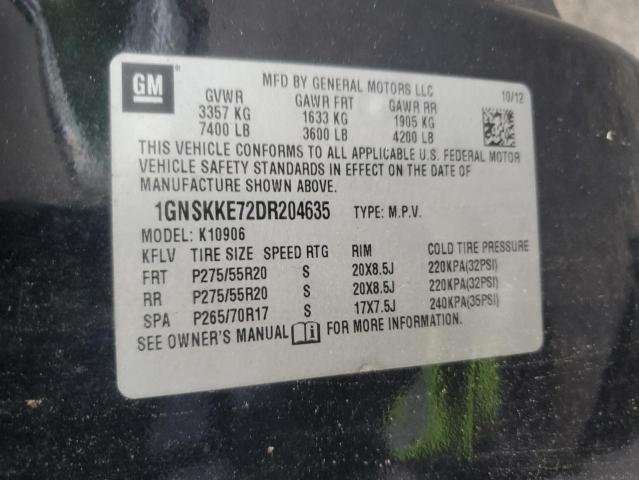 GM
MFD BY GENERAL MOTORS LLC
10/12
GVWR GAWR FRT GAWR RR
3357 KG 1633 KG 1905 KG
7400 LB 3600 LB 4200 LB
THIS VEHICLE CONFORMS TO ALL APPLICABLE U.S. FEDERAL MOTOR
VEHICLE SAFETY STANDARDS IN EFFECT ON THE DATE OF
MANUFACTURE SHOWN ABOVE.
1GNSKKE72DR204635 TYPE: M.P.V.
MODEL: K10906
KFLV TIRE SIZE SPEED RTG RIM COLD TIRE PRESSURE
FRT P275/55R20 S 20X8.5J 220KPA(32PSI)
RR P275/55R20 S 20X8.5J 220KPA(32PSI)
SPA P265/70R17 S 17X7.5J 240KPA(35PSI)
SEE OWNER'S MANUAL i FOR MORE INFORMATION.